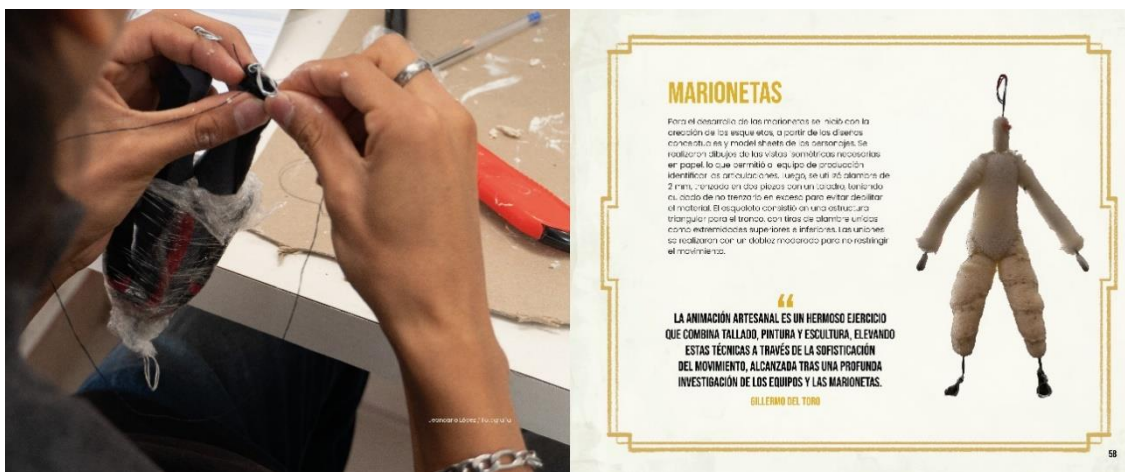 Jeancarlo López / Fotografía
MARIONETAS
Para el desarrollo de las marionetas se inició con la
creación de los esqueletos, a partir de los diseños
conceptuales y model sheets de los personajes. Se
realizaron dibujos de las vistas isométricas necesarias
en papel, lo que permitió al equipo de producción
identificar las articulaciones. Luego, se utilizó alambre de
2 mm, trenzado en dos piezas con un taladro, teniendo
cuidado de no trenzarlo en exceso para evitar debilitar
el material. El esqueleto consistió en una estructura
triangular para el tronco, con tiras de alambre unidas
como extremidades superiores e inferiores. Las uniones
se realizaron con un doblez moderado para no restringir
el movimiento.
“
LA ANIMACIÓN ARTESANAL ES UN HERMOSO EJERCICIO
QUE COMBINA TALLADO, PINTURA Y ESCULTURA, ELEVANDO
ESTAS TÉCNICAS A TRAVÉS DE LA SOFISTICACIÓN
DEL MOVIMIENTO, ALCANZADA TRAS UNA PROFUNDA
INVESTIGACIÓN DE LOS EQUIPOS Y LAS MARIONETAS.
GILLERMO DEL TORO
58